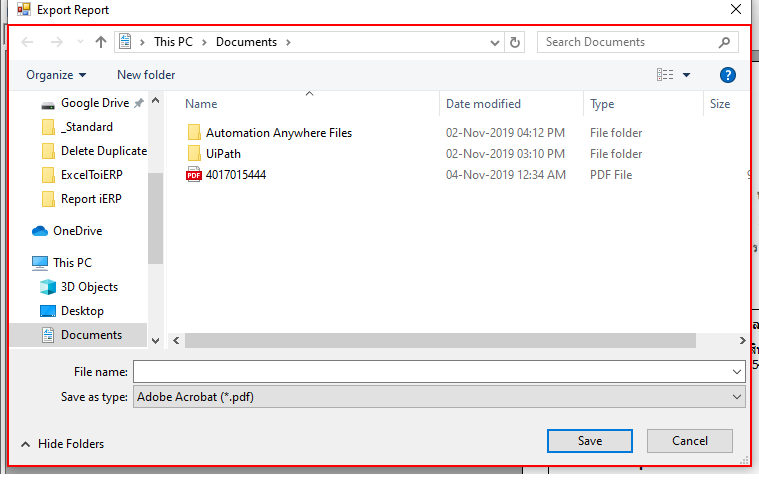 Export Report
This PC > Documents >
Search Documents
Organize
New folder
?
Name
Date modified
Type
Size
Google Drive
_Standard
Delete Duplicate
ExcelToiERP
Report iERP
OneDrive
This PC
3D Objects
Desktop
Documents
Automation Anywhere Files 02-Nov-2019 04:12 PM File folder
UiPath 02-Nov-2019 03:10 PM File folder
PDF 4017015444 04-Nov-2019 12:34 AM PDF File
File name:
Save as type: Adobe Acrobat (*.pdf)
Hide Folders
Save
Cancel